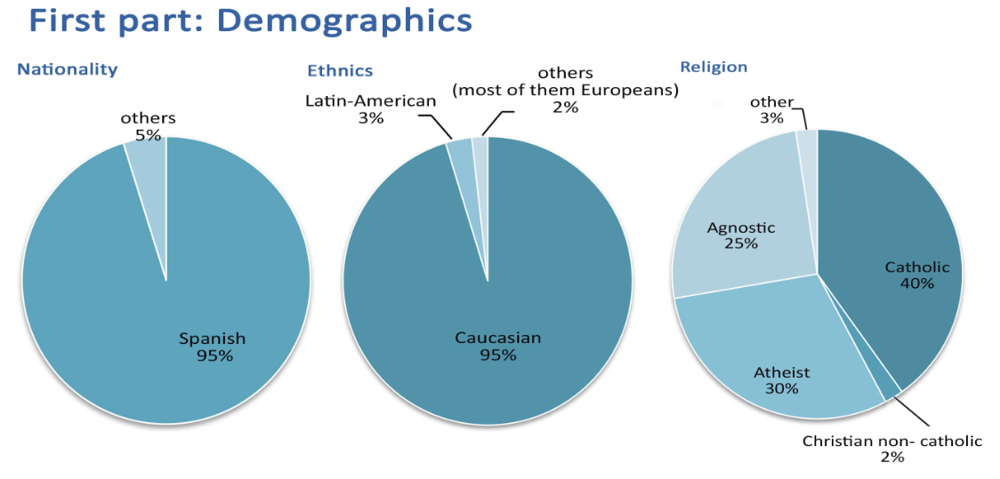 First part: Demographics
Nationality
others
5%
Spanish
95%
Ethnics
Latin-American
3%
others
(most of them Europeans)
2%
Caucasian
95%
Religion
other
3%
Agnostic
25%
Catholic
40%
Atheist
30%
Christian non- catholic
2%